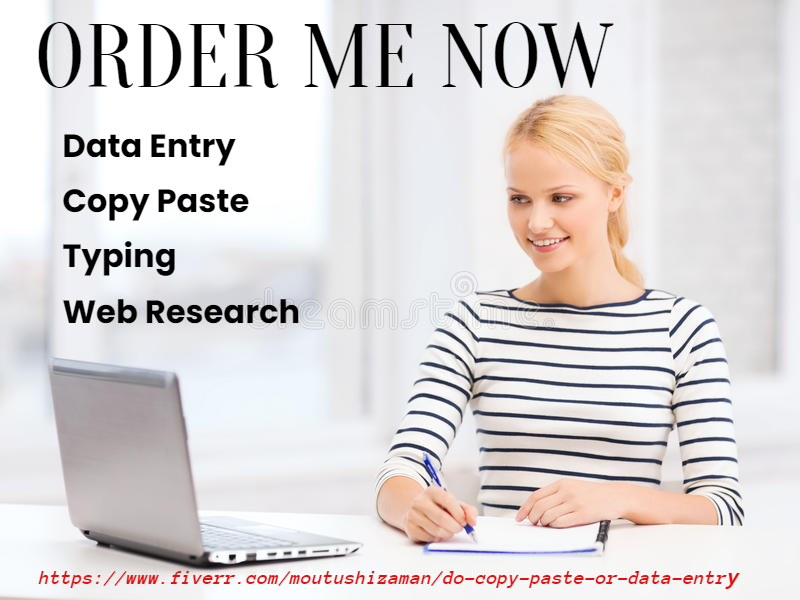 ORDER ME NOW
Data Entry
Copy Paste
Typing
Web Research
dreamstime
https://www.fiverr.com/moutushizaman/do-copy-paste-or-data-entry